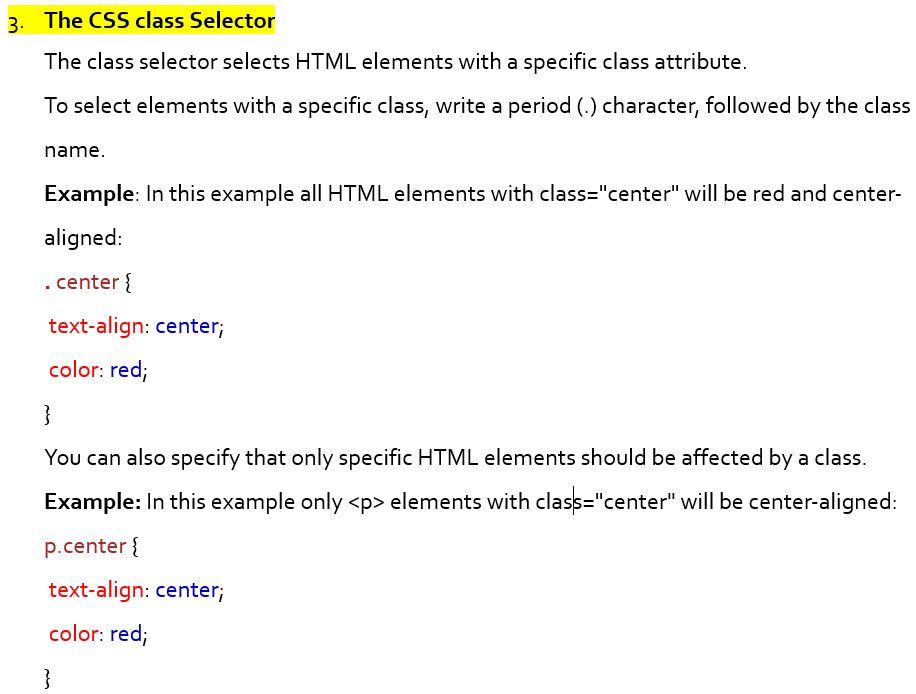 3. The CSS class Selector
The class selector selects HTML elements with a specific class attribute.
To select elements with a specific class, write a period (.) character, followed by the class
name.
Example: In this example all HTML elements with class="center" will be red and center-
aligned:
. center {
text-align: center;
color: red;
}
You can also specify that only specific HTML elements should be affected by a class.
Example: In this example only <p> elements with class="center" will be center-aligned:
p.center {
text-align: center;
color: red;
}